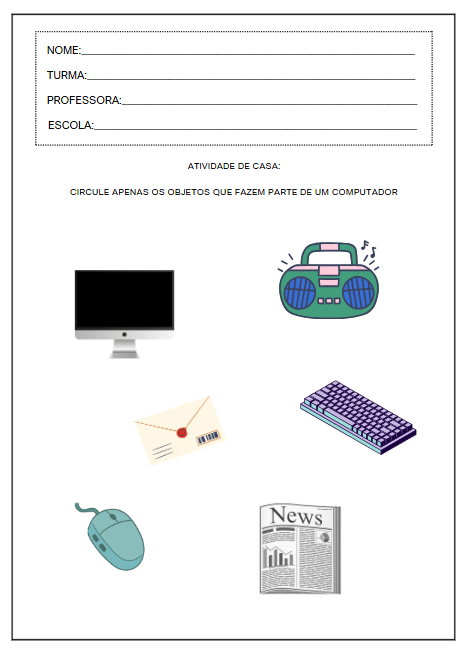 NOME:
TURMA:
PROFESSORA:
ESCOLA:
ATIVIDADE DE CASA:
CIRCULE APENAS OS OBJETOS QUE FAZEM PARTE DE UM COMPUTADOR
News